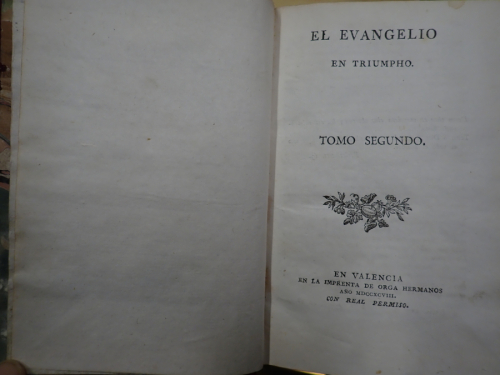 EL EVANGELIO
EN TRIUMPHO.
TOMO SEGUNDO.
EN VALENCIA
EN LA IMPRENTA DE ORGA HERMANOS
AÑO MDCCXCVIII.
CON REAL PERMISO.